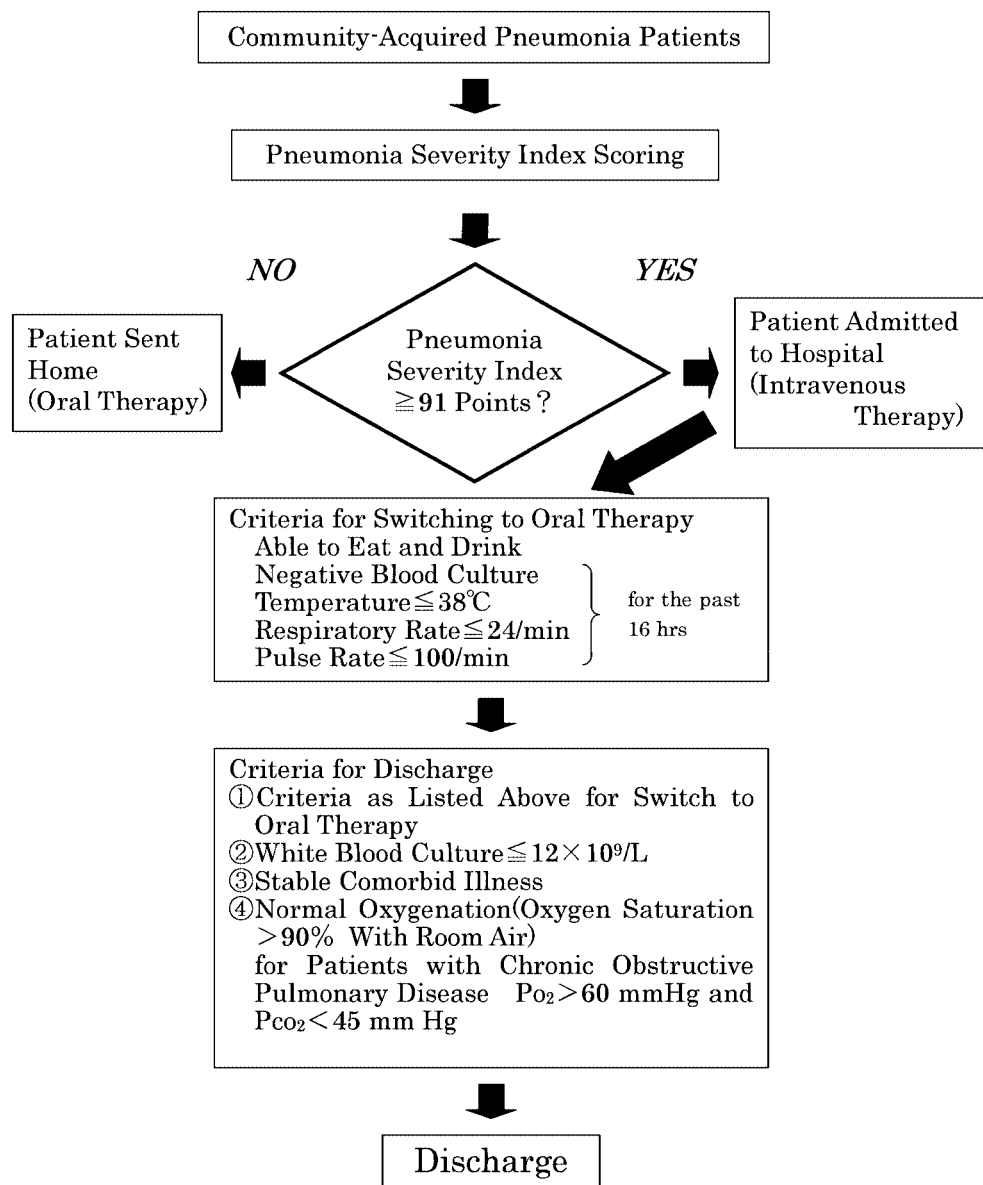 Community-Acquired Pneumonia Patients
Pneumonia Severity Index Scoring
NO
YES
Patient Sent
Home
(Oral Therapy)
Pneumonia
Severity Index
≧91 Points?
Patient Admitted
to Hospital
(Intravenous
Therapy)
Criteria for Switching to Oral Therapy
Able to Eat and Drink
Negative Blood Culture
Temperature≦38℃
Respiratory Rate≦24/min
Pulse Rate≦100/min
for the past
16 hrs
Criteria for Discharge
①Criteria as Listed Above for Switch to
Oral Therapy
②White Blood Culture≦12×10⁹/L
③Stable Comorbid Illness
④Normal Oxygenation(Oxygen Saturation
>90% With Room Air)
for Patients with Chronic Obstructive
Pulmonary Disease Po₂>60 mmHg and
Pco₂<45 mm Hg
Discharge